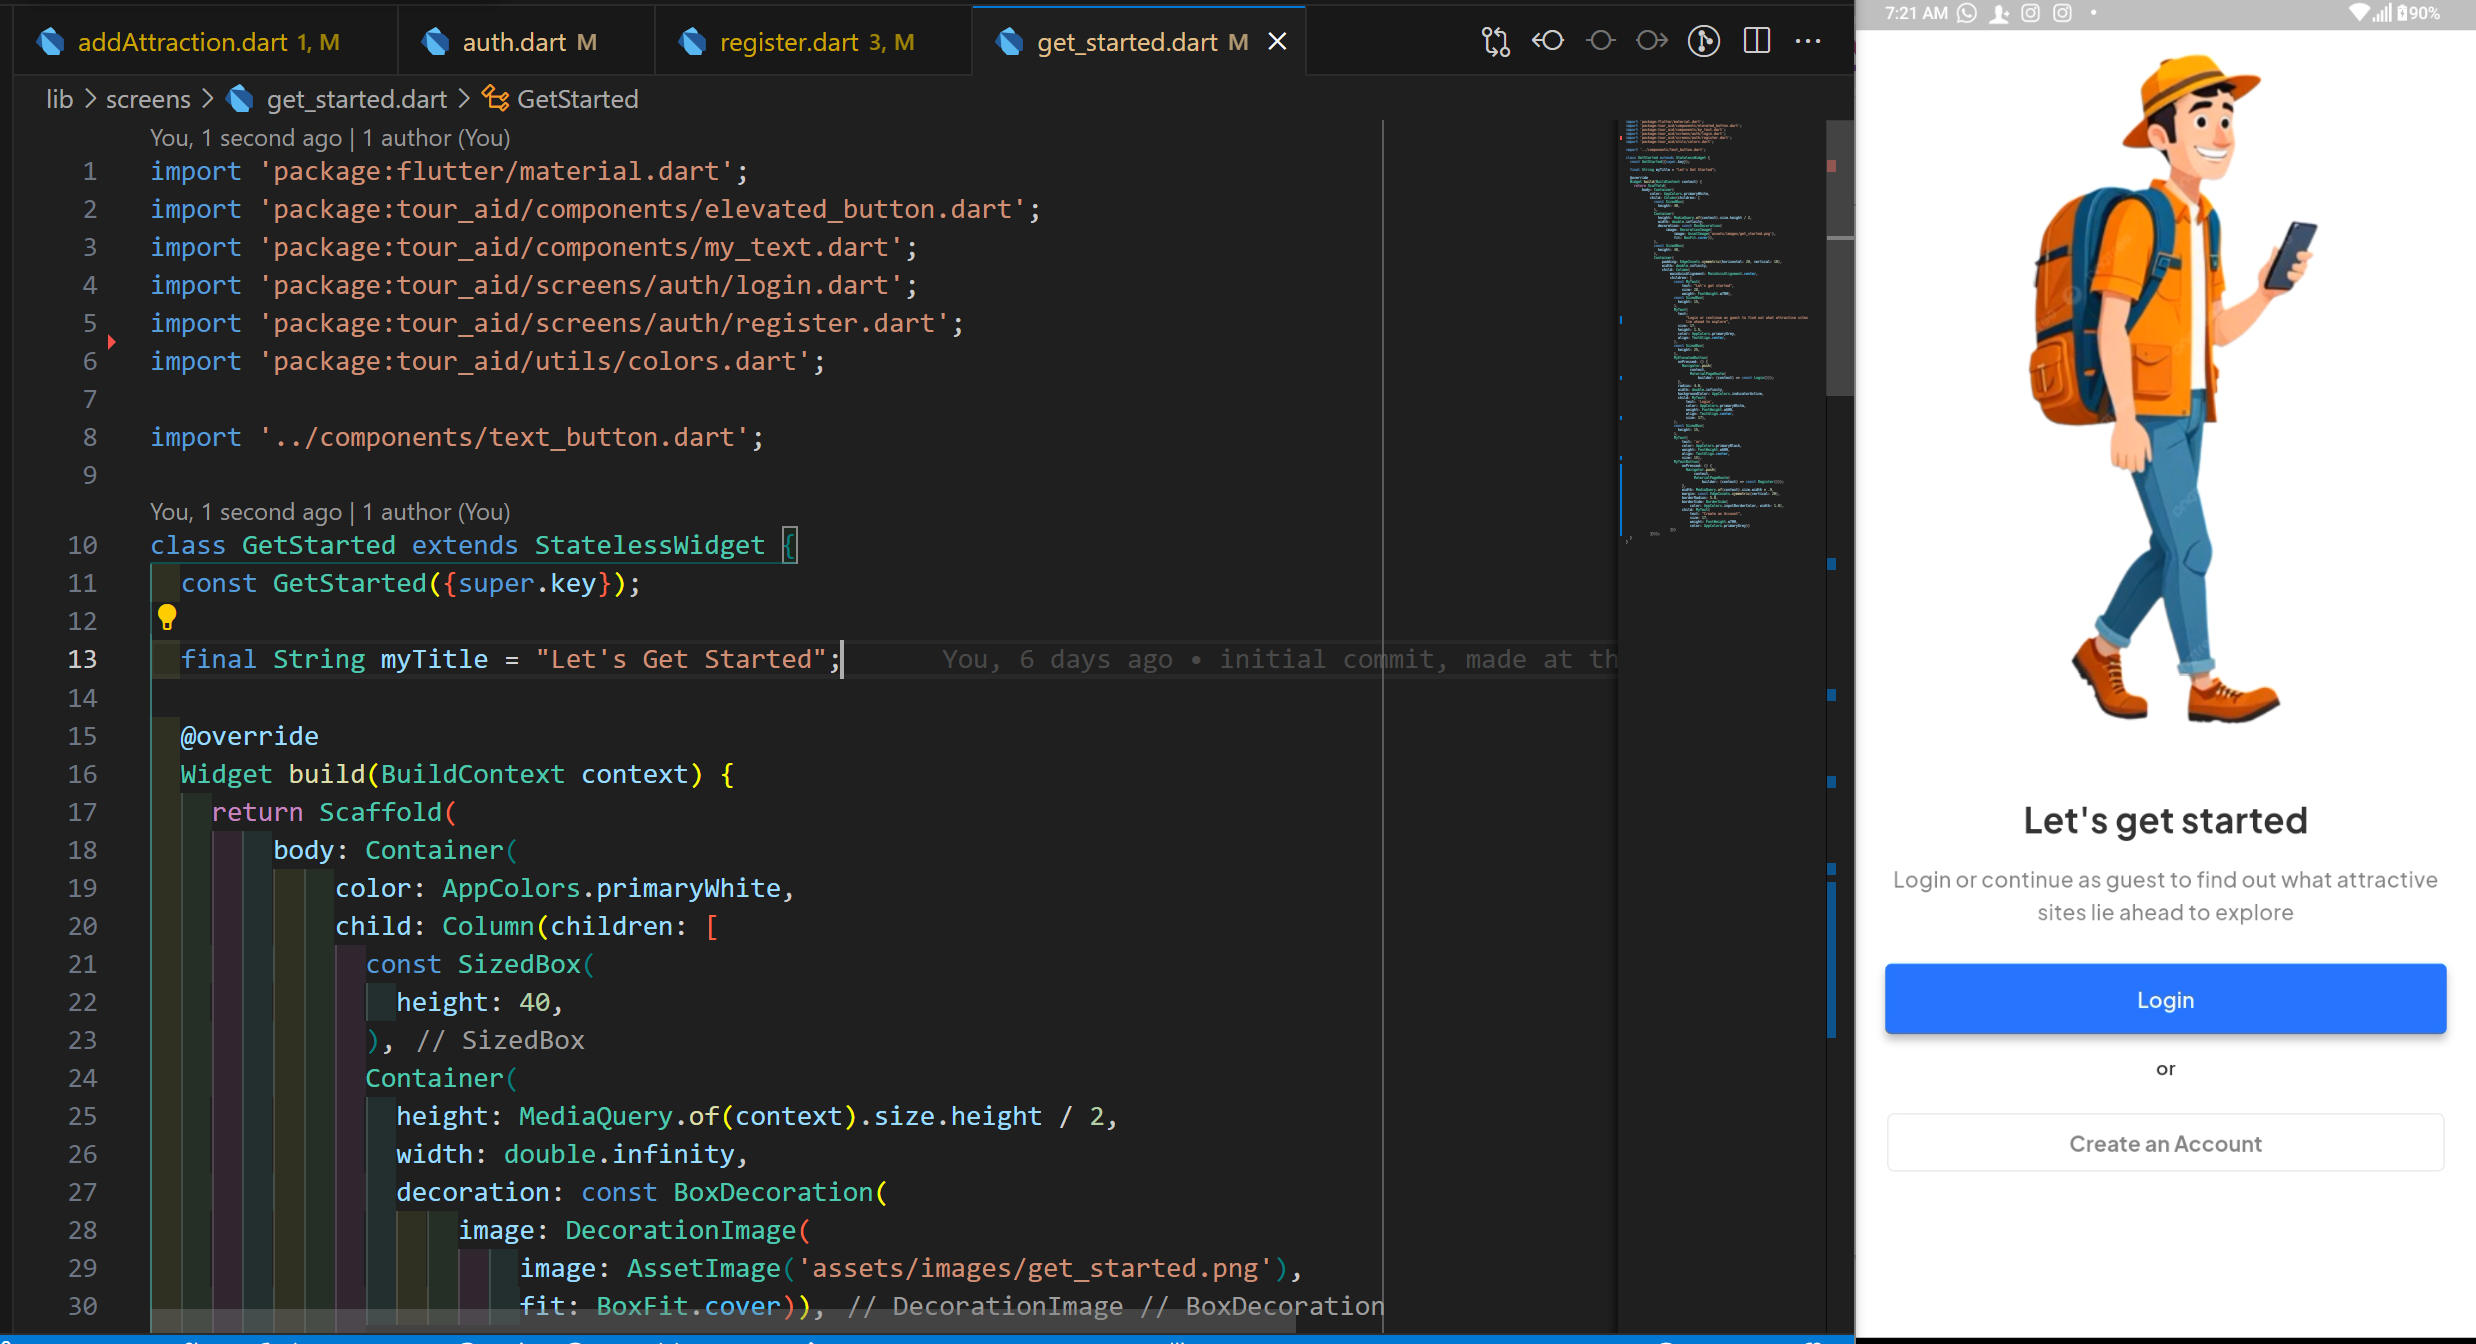 addAttraction.dart 1, M
auth.dart M
register.dart 3, M
get_started.dart M
lib > screens > get_started.dart > GetStarted
You, 1 second ago | 1 author (You)
1 import 'package:flutter/material.dart';
2 import 'package:tour_aid/components/elevated_button.dart';
3 import 'package:tour_aid/components/my_text.dart';
4 import 'package:tour_aid/screens/auth/login.dart';
5 import 'package:tour_aid/screens/auth/register.dart';
6 import 'package:tour_aid/utils/colors.dart';
7
8 import '../components/text_button.dart';
9
You, 1 second ago | 1 author (You)
10 class GetStarted extends StatelessWidget {
11 const GetStarted({super.key});
12
13 final String myTitle = "Let's Get Started"; You, 6 days ago • initial commit, made at th
14
15 @override
16 Widget build(BuildContext context) {
17 return Scaffold(
18 body: Container(
19 color: AppColors.primaryWhite,
20 child: Column(children: [
21 const SizedBox(
22 height: 40,
23 ), // SizedBox
24 Container(
25 height: MediaQuery.of(context).size.height / 2,
26 width: double.infinity,
27 decoration: const BoxDecoration(
28 image: DecorationImage(
29 image: AssetImage('assets/images/get_started.png'),
30 fit: BoxFit.cover)), // DecorationImage // BoxDecoration
7:21 AM
90%
Let's get started
Login or continue as guest to find out what attractive
sites lie ahead to explore
Login
or
Create an Account